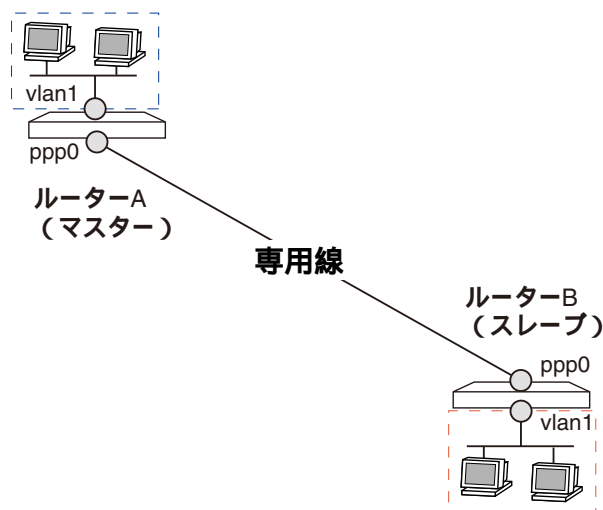 vlan1
ppp0
ルーターA
（マスター）
専用線
ルーターB
（スレーブ）
ppp0
vlan1